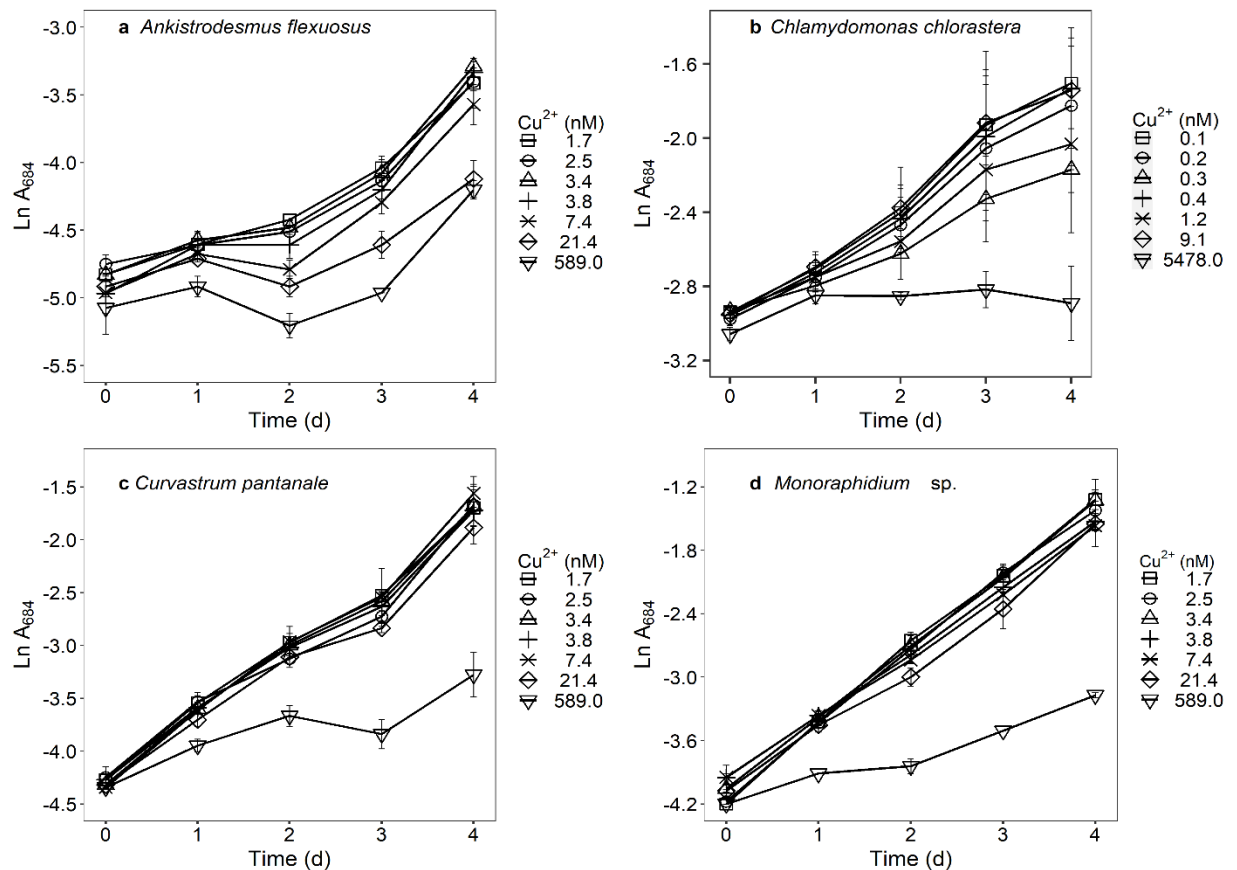 a Ankistrodesmus flexuosus
Ln A684
-3.0
-3.5
-4.0
-4.5
-5.0
-5.5
0 1 2 3 4
Time (d)
Cu2+ (nM)
1.7
2.5
3.4
3.8
7.4
21.4
589.0
b Chlamydomonas chlorastera
Ln A684
-1.6
-2.0
-2.4
-2.8
-3.2
0 1 2 3 4
Time (d)
Cu2+ (nM)
0.1
0.2
0.3
0.4
1.2
9.1
5478.0
c Curvastrum pantanale
Ln A684
-1.5
-2.0
-2.5
-3.0
-3.5
-4.0
-4.5
0 1 2 3 4
Time (d)
Cu2+ (nM)
1.7
2.5
3.4
3.8
7.4
21.4
589.0
d Monoraphidium sp.
Ln A684
-1.2
-1.8
-2.4
-3.0
-3.6
-4.2
0 1 2 3 4
Time (d)
Cu2+ (nM)
1.7
2.5
3.4
3.8
7.4
21.4
589.0